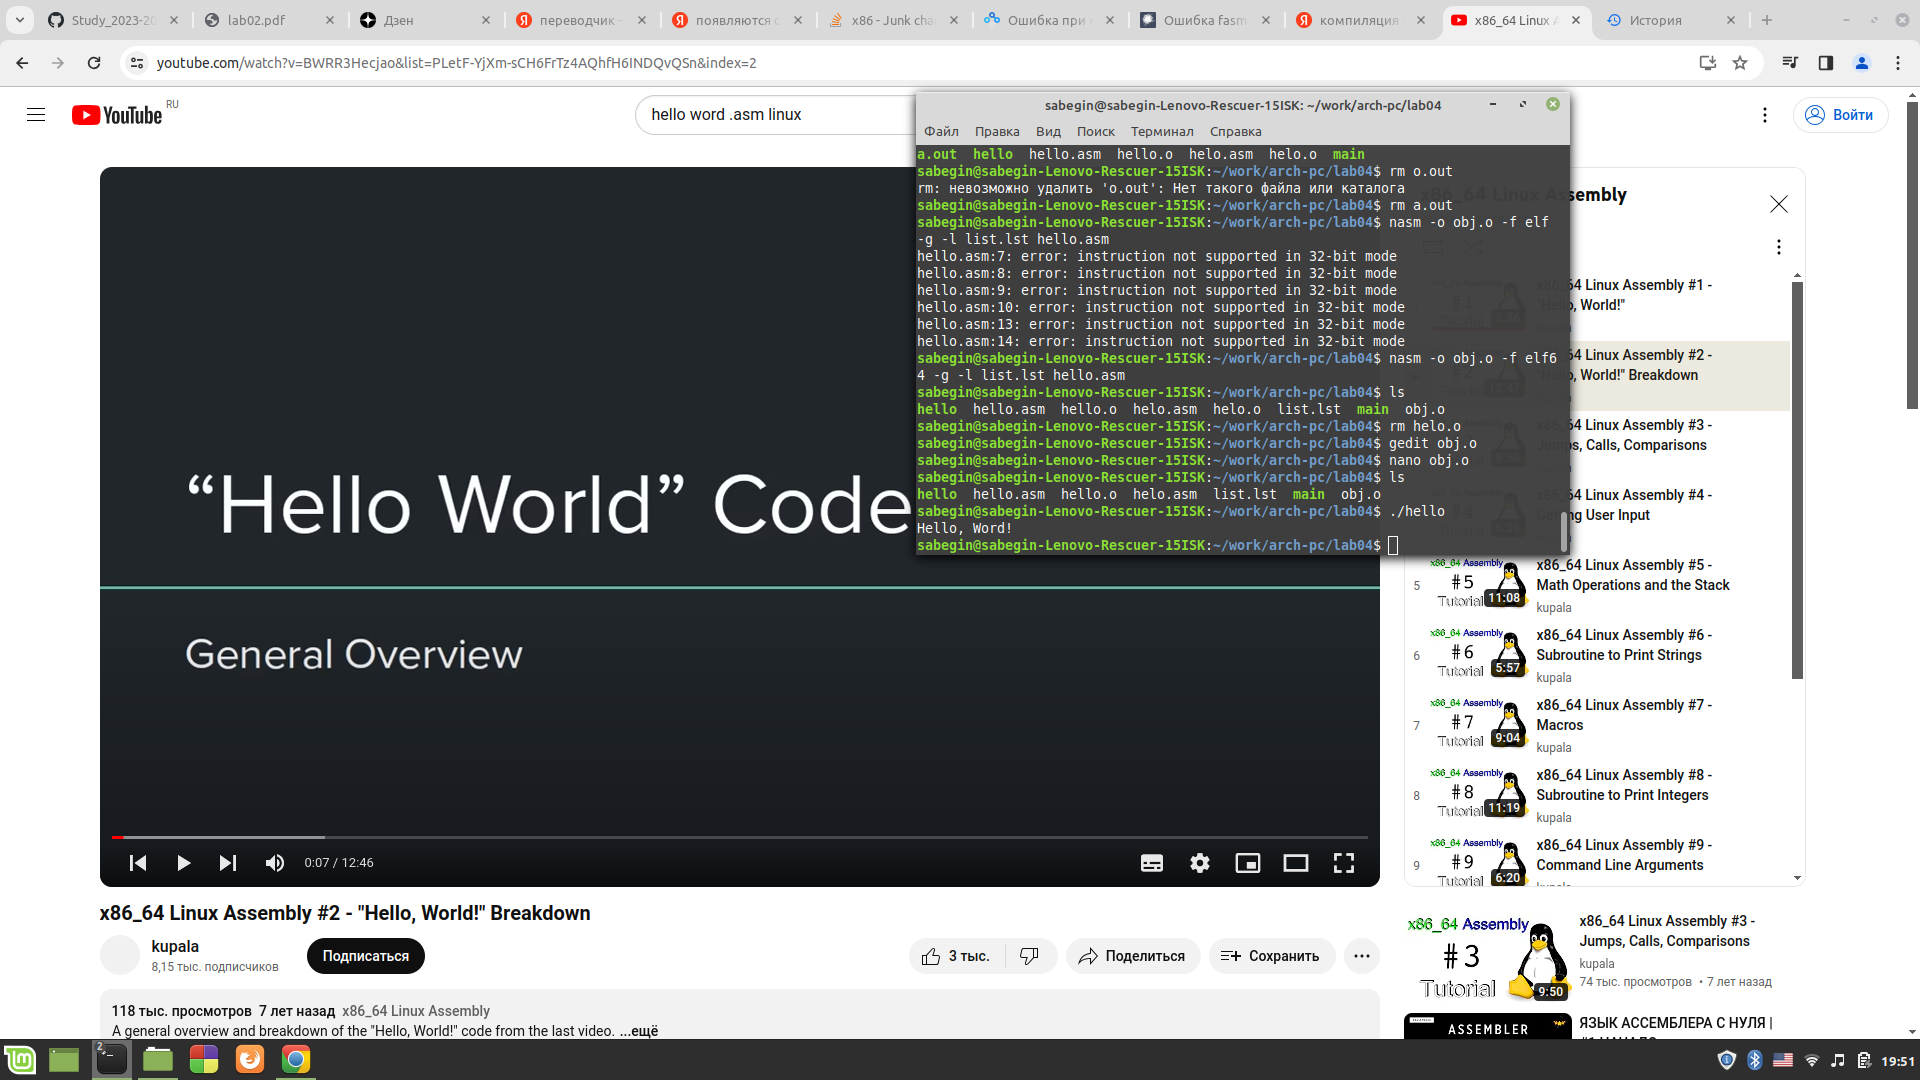 Study_2023-20
lab02.pdf
Дзен
переводчик –
появляются с
x86 - Junk cha
Ошибка при
Ошибка fasm
компиляция
x86_64 Linux A
История
youtube.com/watch?v=BWRR3Hecjao&list=PLetF-YjXm-sCH6FrTz4AQhfH6INDQvQSn&index=2
YouTube RU
hello word .asm linux
Войти
sabegin@sabegin-Lenovo-Rescuer-15ISK: ~/work/arch-pc/lab04
Файл Правка Вид Поиск Терминал Справка
a.out hello hello.asm hello.o helo.asm helo.o main
sabegin@sabegin-Lenovo-Rescuer-15ISK:~/work/arch-pc/lab04$ rm o.out
rm: невозможно удалить 'o.out': Нет такого файла или каталога
sabegin@sabegin-Lenovo-Rescuer-15ISK:~/work/arch-pc/lab04$ rm a.out
sabegin@sabegin-Lenovo-Rescuer-15ISK:~/work/arch-pc/lab04$ nasm -o obj.o -f elf
-g -l list.lst hello.asm
hello.asm:7: error: instruction not supported in 32-bit mode
hello.asm:8: error: instruction not supported in 32-bit mode
hello.asm:9: error: instruction not supported in 32-bit mode
hello.asm:10: error: instruction not supported in 32-bit mode
hello.asm:13: error: instruction not supported in 32-bit mode
hello.asm:14: error: instruction not supported in 32-bit mode
sabegin@sabegin-Lenovo-Rescuer-15ISK:~/work/arch-pc/lab04$ nasm -o obj.o -f elf6
4 -g -l list.lst hello.asm
sabegin@sabegin-Lenovo-Rescuer-15ISK:~/work/arch-pc/lab04$ ls
hello hello.asm hello.o helo.asm helo.o list.lst main obj.o
sabegin@sabegin-Lenovo-Rescuer-15ISK:~/work/arch-pc/lab04$ rm helo.o
sabegin@sabegin-Lenovo-Rescuer-15ISK:~/work/arch-pc/lab04$ gedit obj.o
sabegin@sabegin-Lenovo-Rescuer-15ISK:~/work/arch-pc/lab04$ nano obj.o
sabegin@sabegin-Lenovo-Rescuer-15ISK:~/work/arch-pc/lab04$ ls
hello hello.asm hello.o helo.asm list.lst main obj.o
sabegin@sabegin-Lenovo-Rescuer-15ISK:~/work/arch-pc/lab04$ ./hello
Hello, Word!
sabegin@sabegin-Lenovo-Rescuer-15ISK:~/work/arch-pc/lab04$
“Hello World” Code
General Overview
0:07 / 12:46
x86_64 Linux Assembly #2 - "Hello, World!" Breakdown
kupala
8,15 тыс. подписчиков
Подписаться
3 тыс.
Поделиться
Сохранить
118 тыс. просмотров 7 лет назад x86_64 Linux Assembly
A general overview and breakdown of the "Hello, World!" code from the last video. ...ещё
ssembly
4 Linux Assembly #1 -
o, World!"
4 Linux Assembly #2 -
o, World!" Breakdown
4 Linux Assembly #3 -
s, Calls, Comparisons
4 Linux Assembly #4 -
ng User Input
5
x86_64 Assembly
#5
Tutorial
11:08
x86_64 Linux Assembly #5 -
Math Operations and the Stack
kupala
6
x86_64 Assembly
#6
Tutorial
5:57
x86_64 Linux Assembly #6 -
Subroutine to Print Strings
kupala
7
x86_64 Assembly
#7
Tutorial
9:04
x86_64 Linux Assembly #7 -
Macros
kupala
8
x86_64 Assembly
#8
Tutorial
11:19
x86_64 Linux Assembly #8 -
Subroutine to Print Integers
kupala
9
x86_64 Assembly
#9
Tutorial
6:20
x86_64 Linux Assembly #9 -
Command Line Arguments
x86_64 Assembly
#3
Tutorial
9:50
x86_64 Linux Assembly #3 -
Jumps, Calls, Comparisons
kupala
74 тыс. просмотров • 7 лет назад
ASSEMBLER
ЯЗЫК АССЕМБЛЕРА С НУЛЯ |
2
19:51